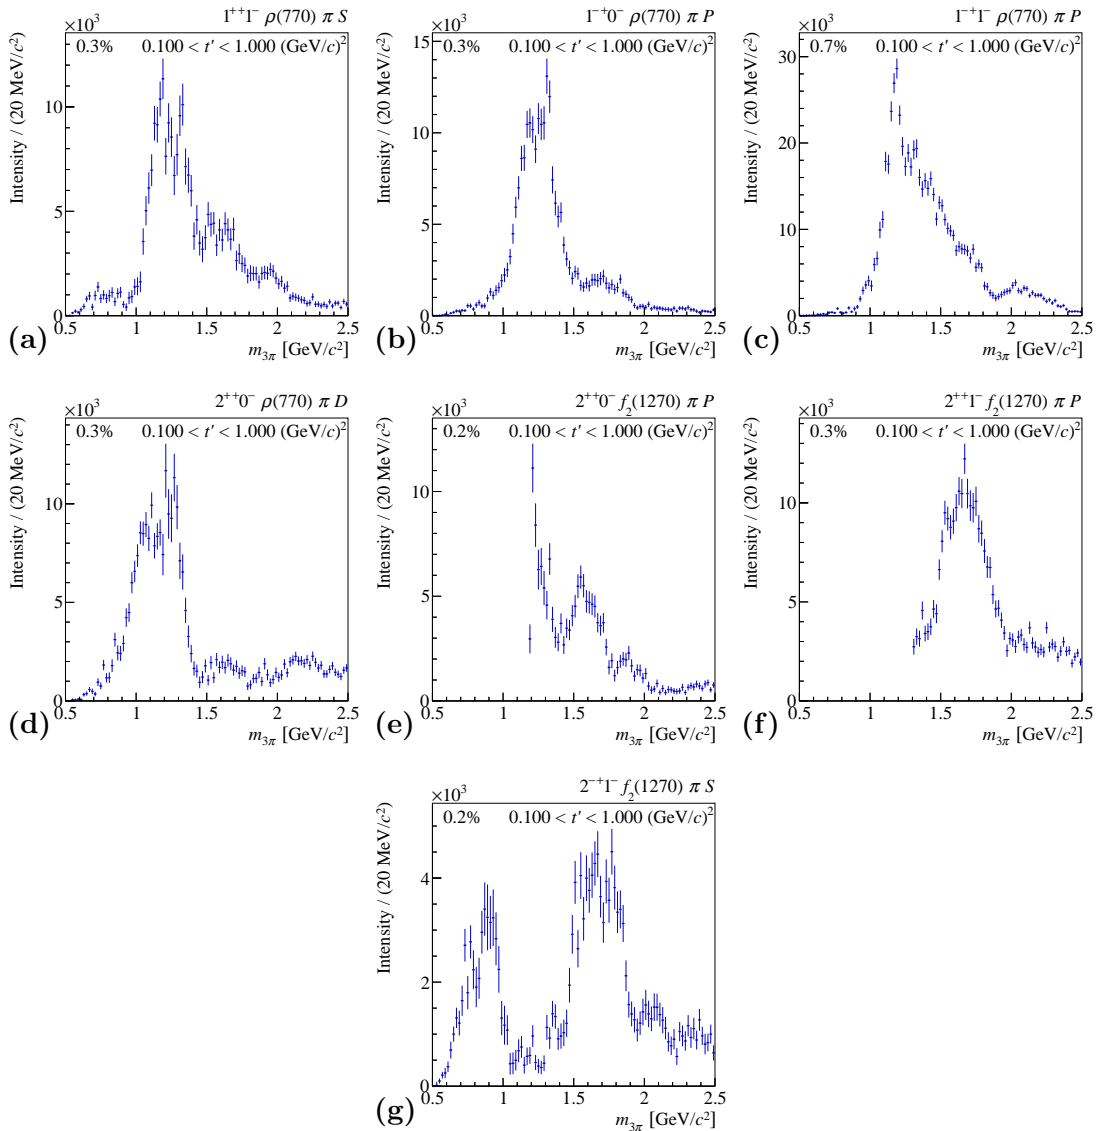 1⁺⁺1⁻ ρ(770) π S
×10³
0.3% 0.100 < t′ < 1.000 (GeV/c)²
Intensity / (20 MeV/c²)
10
5
0
0.5 1 1.5 2 2.5
m₃π [GeV/c²]
(a)
1⁻⁺0⁻ ρ(770) π P
×10³
0.3% 0.100 < t′ < 1.000 (GeV/c)²
Intensity / (20 MeV/c²)
15
10
5
0
0.5 1 1.5 2 2.5
m₃π [GeV/c²]
(b)
1⁻⁺1⁻ ρ(770) π P
×10³
0.7% 0.100 < t′ < 1.000 (GeV/c)²
Intensity / (20 MeV/c²)
30
20
10
0
0.5 1 1.5 2 2.5
m₃π [GeV/c²]
(c)
2⁺⁺0⁻ ρ(770) π D
×10³
0.3% 0.100 < t′ < 1.000 (GeV/c)²
Intensity / (20 MeV/c²)
10
5
0
0.5 1 1.5 2 2.5
m₃π [GeV/c²]
(d)
2⁺⁺0⁻ f₂(1270) π P
×10³
0.2% 0.100 < t′ < 1.000 (GeV/c)²
Intensity / (20 MeV/c²)
10
5
0
0.5 1 1.5 2 2.5
m₃π [GeV/c²]
(e)
2⁺⁺1⁻ f₂(1270) π P
×10³
0.3% 0.100 < t′ < 1.000 (GeV/c)²
Intensity / (20 MeV/c²)
10
5
0
0.5 1 1.5 2 2.5
m₃π [GeV/c²]
(f)
2⁻⁺1⁻ f₂(1270) π S
×10³
0.2% 0.100 < t′ < 1.000 (GeV/c)²
Intensity / (20 MeV/c²)
4
2
0
0.5 1 1.5 2 2.5
m₃π [GeV/c²]
(g)